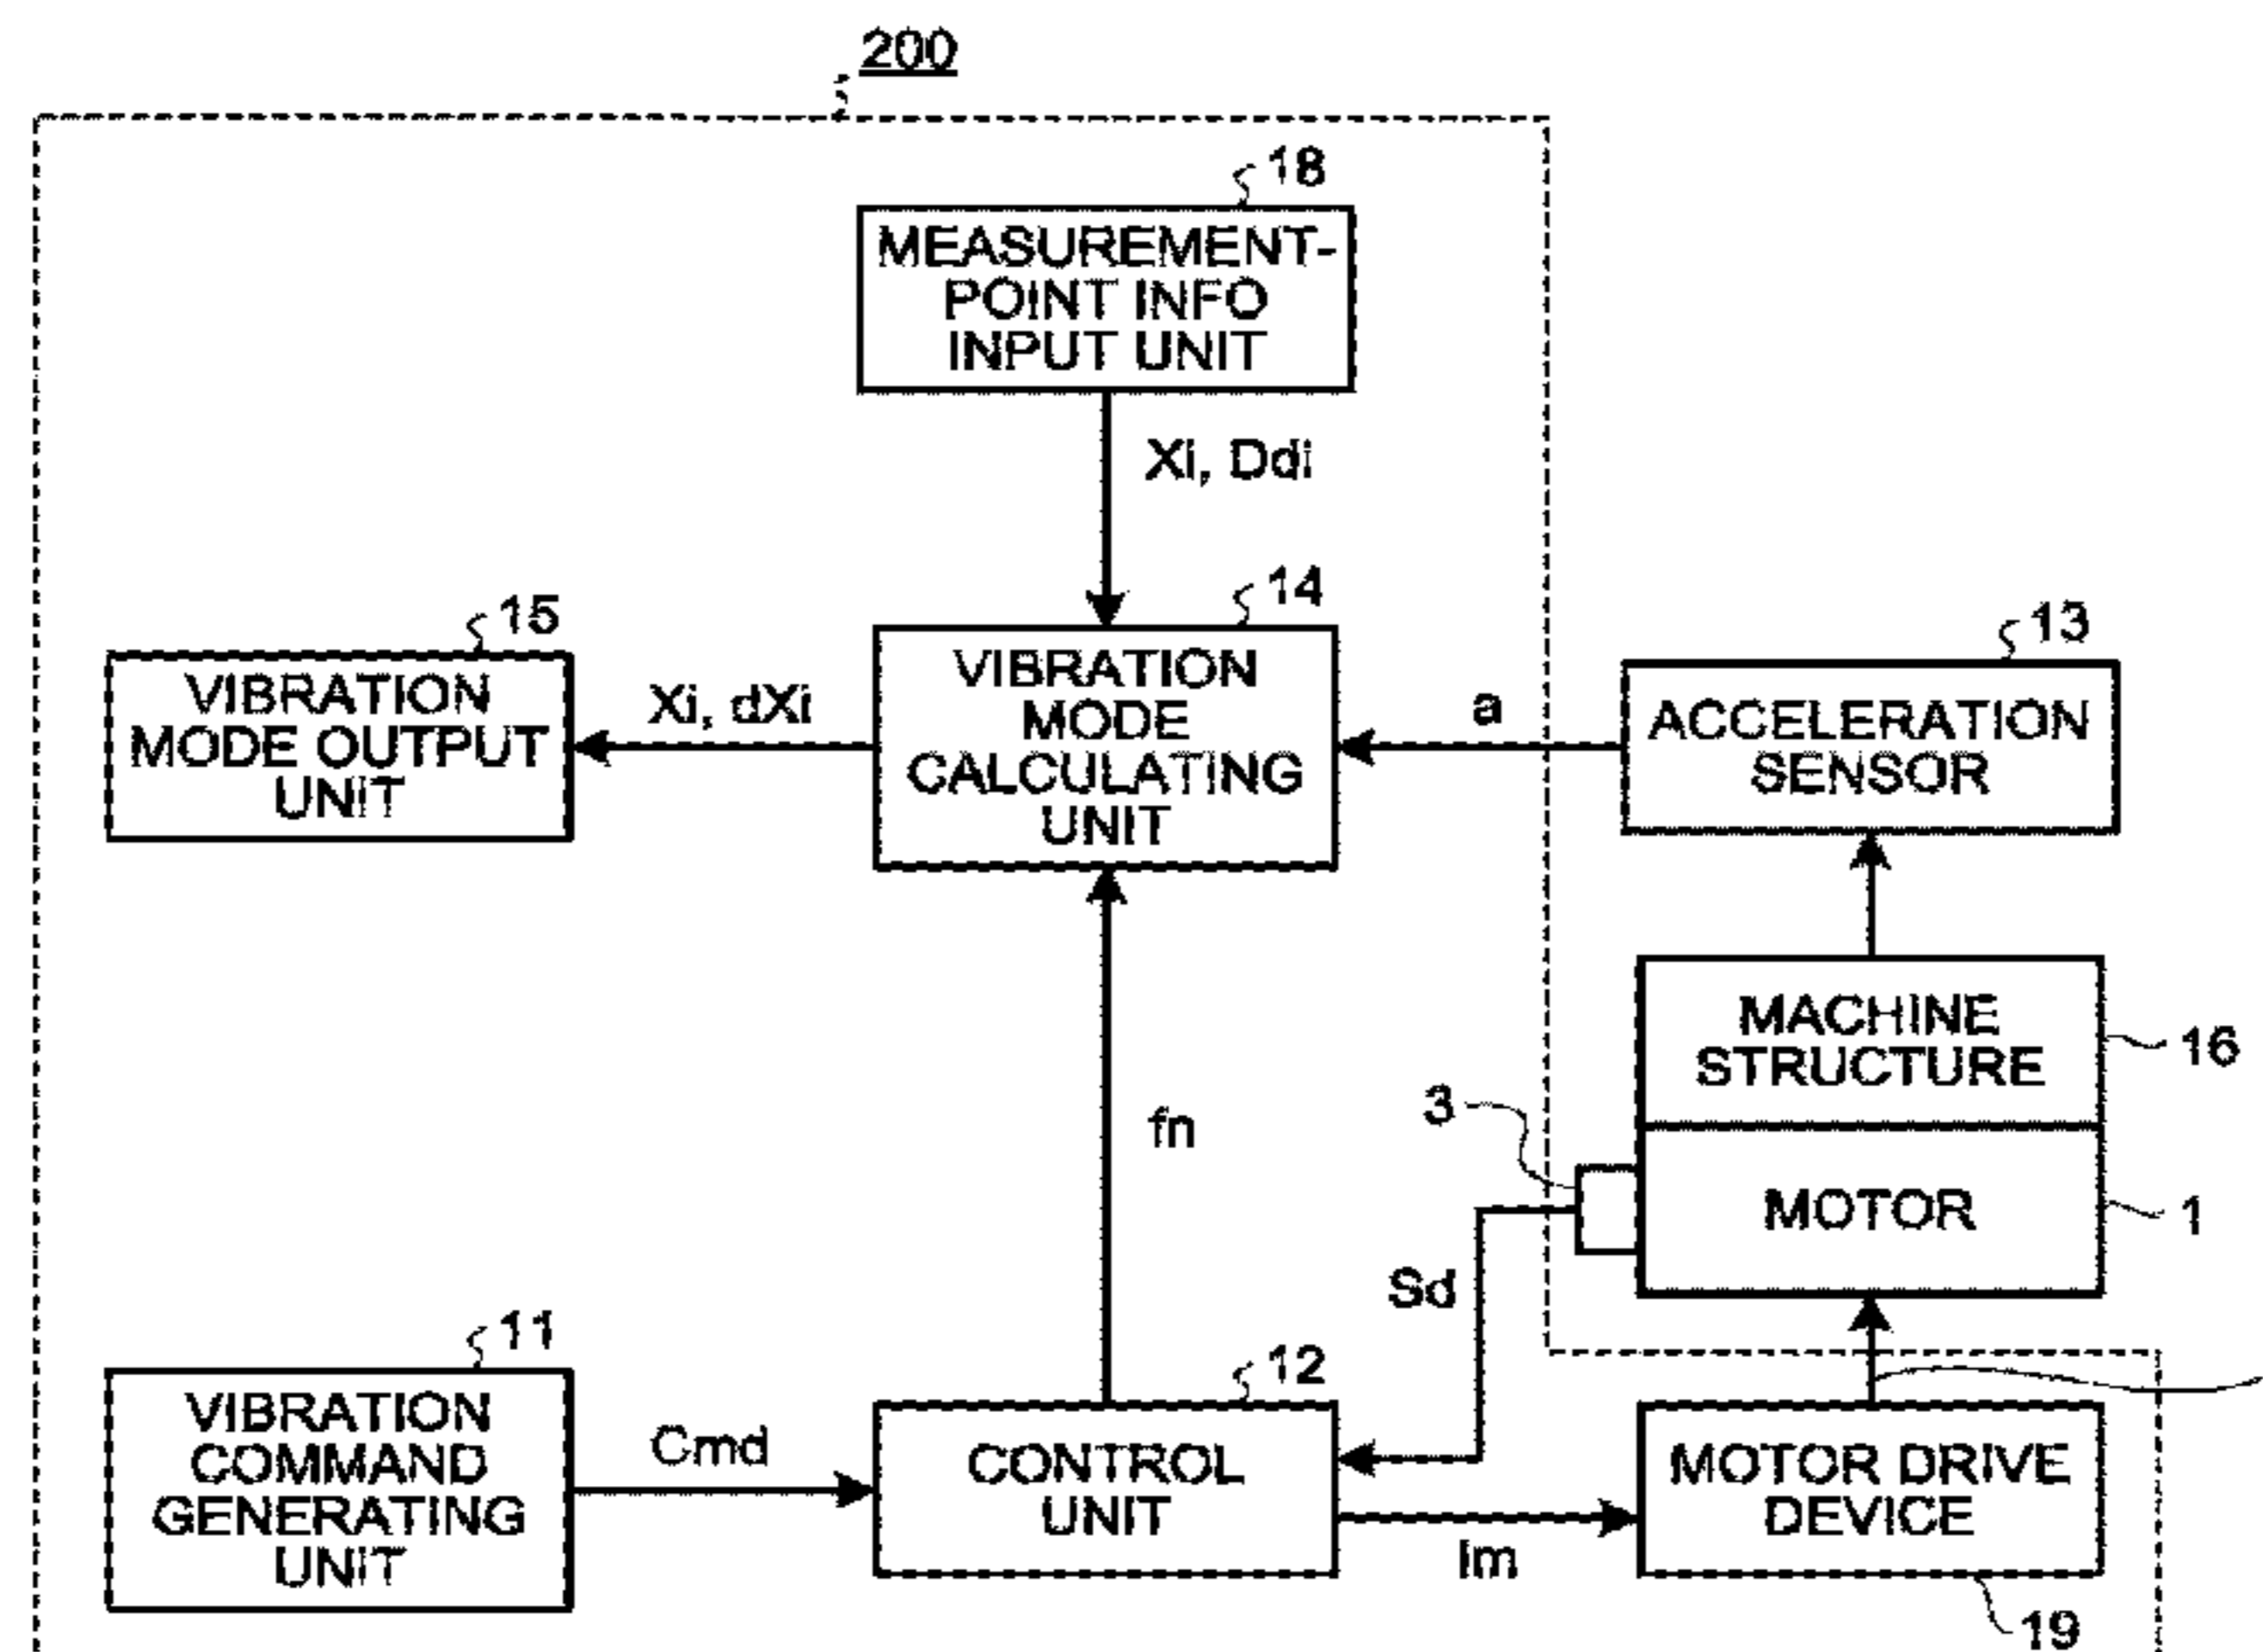 200
18
MEASUREMENT-
POINT INFO
INPUT UNIT
Xi, Ddi
15
VIBRATION
MODE OUTPUT
UNIT
Xi, dXi
14
VIBRATION
MODE
CALCULATING
UNIT
a
13
ACCELERATION
SENSOR
MACHINE
STRUCTURE
16
3
MOTOR
1
fn
Sd
11
VIBRATION
COMMAND
GENERATING
UNIT
Cmd
12
CONTROL
UNIT
Im
MOTOR DRIVE
DEVICE
19